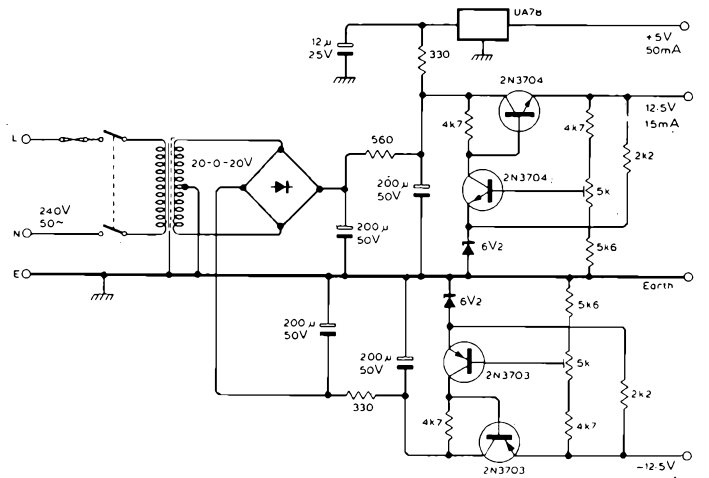 UA78
+5V
50mA
12µ
25V
330
2N3704
12.5V
15mA
4k7
4k7
2k2
560
L
20-0-20V
2N3704
5k
200µ
50V
240V
50~
N
200µ
50V
6V2
5k6
E
Earth
6V2
5k6
200µ
50V
200µ
50V
2N3703
5k
2k2
330
4k7
4k7
2N3703
-12.5V
15mA